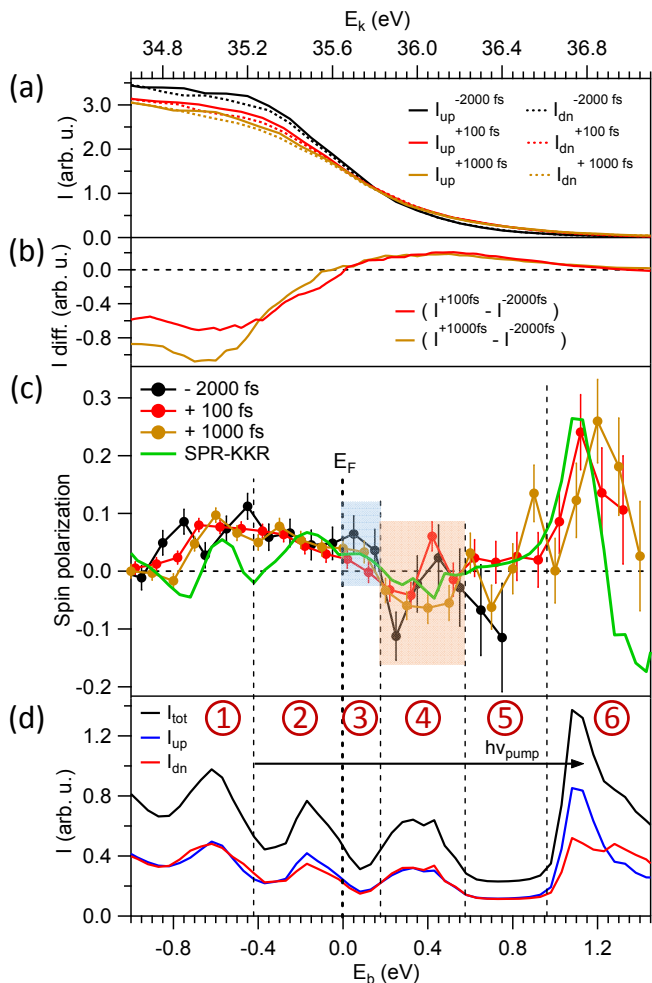 E_k (eV)
34.8 35.2 35.6 36.0 36.4 36.8
(a)
I (arb. u.)
3.0
2.0
1.0
0.0
I_up^-2000 fs I_dn^-2000 fs
I_up^+100 fs I_dn^+100 fs
I_up^+1000 fs I_dn^+ 1000 fs
(b)
I diff. (arb. u.)
0.0
-0.4
-0.8
( I^+100fs - I^-2000fs )
( I^+1000fs - I^-2000fs )
(c)
Spin polarization
0.3
0.2
0.1
0.0
-0.1
-0.2
- 2000 fs
+ 100 fs
+ 1000 fs
SPR-KKR
E_F
(d)
I (arb. u.)
1.4
0.8
0.4
0.0
I_tot
I_up
I_dn
① ② ③ ④ ⑤ ⑥
hν_pump
-0.8 -0.4 0.0 0.4 0.8 1.2
E_b (eV)